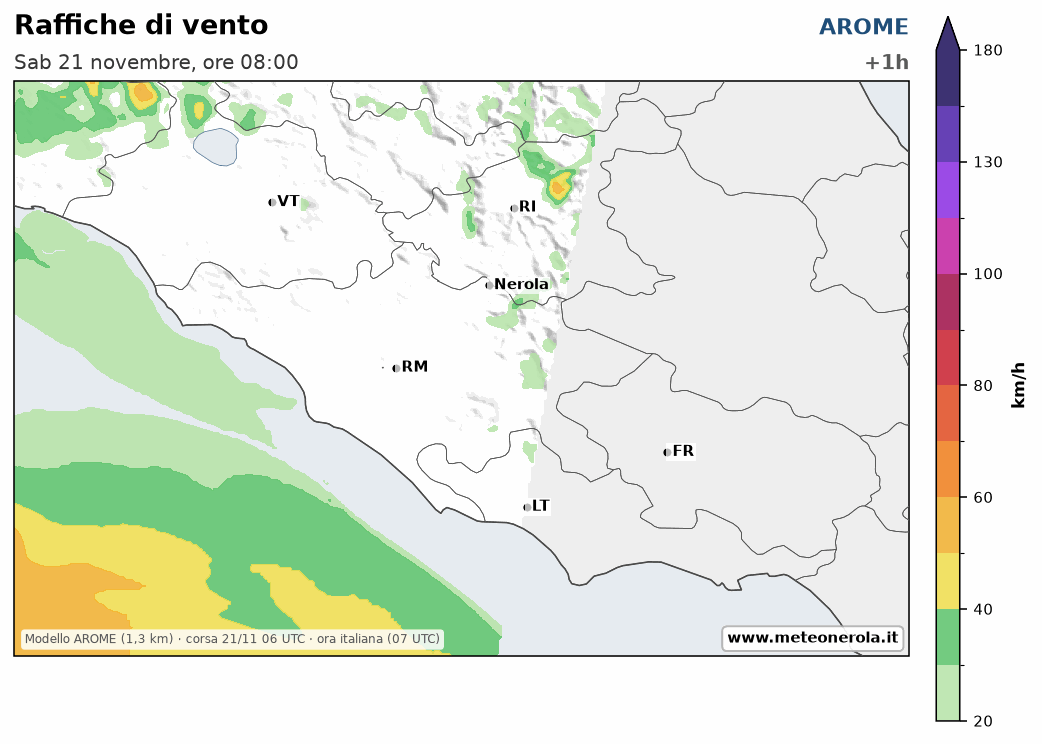 Raffiche di vento
AROME
Sab 21 novembre, ore 08:00
+1h
VT
RI
Nerola
RM
FR
LT
Modello AROME (1,3 km) · corsa 21/11 06 UTC · ora italiana (07 UTC)
www.meteonerola.it
180
130
100
80
60
40
20
km/h